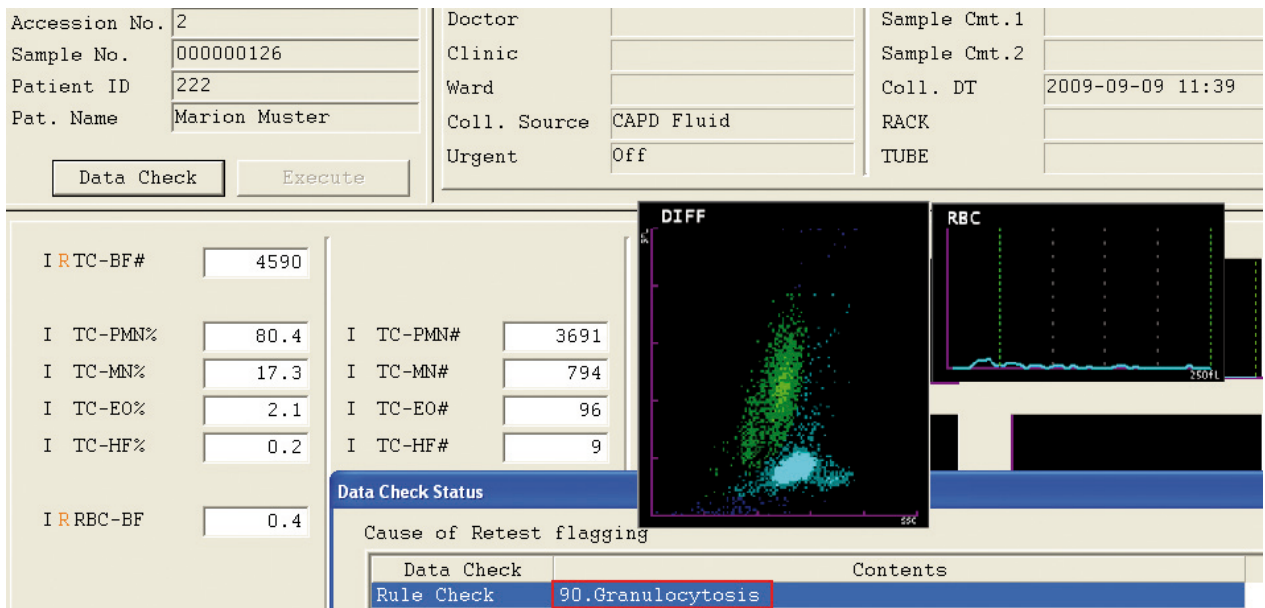 Accession No. 2
Sample No. 000000126
Patient ID 222
Pat. Name Marion Muster
Data Check Execute
Doctor
Clinic
Ward
Coll. Source CAPD Fluid
Urgent Off
Sample Cmt.1
Sample Cmt.2
Coll. DT 2009-09-09 11:39
RACK
TUBE
I R TC-BF# 4590
I TC-PMN% 80.4 I TC-PMN# 3691
I TC-MN% 17.3 I TC-MN# 794
I TC-EO% 2.1 I TC-EO# 96
I TC-HF% 0.2 I TC-HF# 9
I R RBC-BF 0.4
DIFF
SSC
RBC
250fL
Data Check Status
Cause of Retest flagging
Data Check Contents
Rule Check 90.Granulocytosis